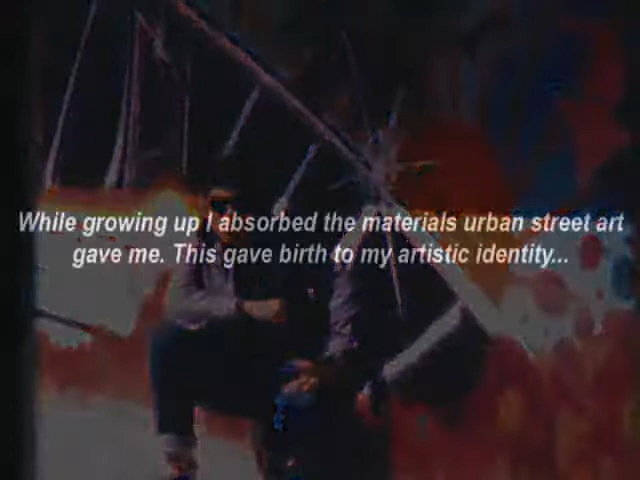 While growing up I absorbed the materials urban street art
gave me. This gave birth to my artistic identity...